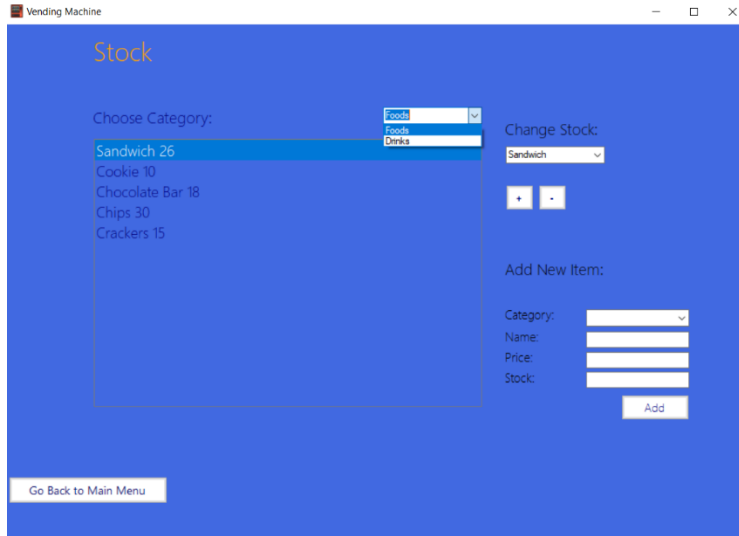 Vending Machine
Stock
Choose Category:
Foods
Foods
Drinks
Sandwich 26
Cookie 10
Chocolate Bar 18
Chips 30
Crackers 15
Change Stock:
Sandwich
+ -
Add New Item:
Category:
Name:
Price:
Stock:
Add
Go Back to Main Menu